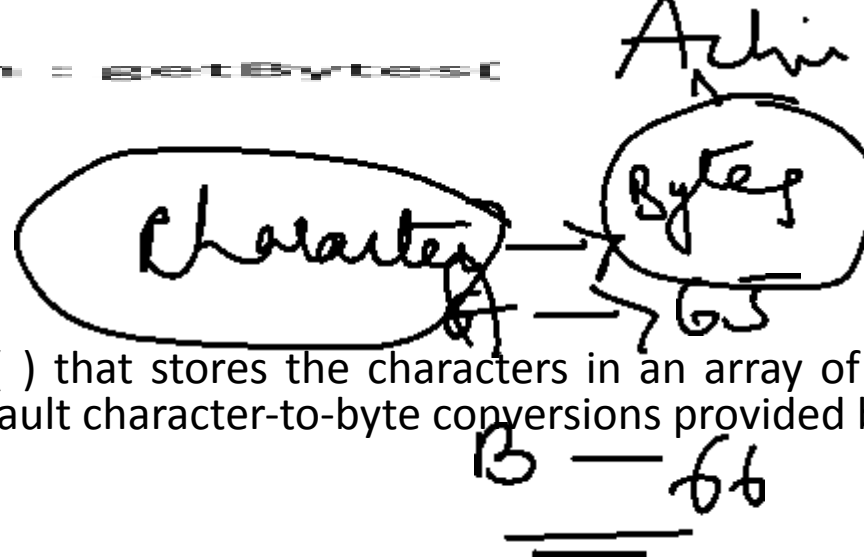 = getBytes(
Bytes
Character
A 65
( ) that stores the characters in an array of
ault character-to-byte conversions provided
B — 66